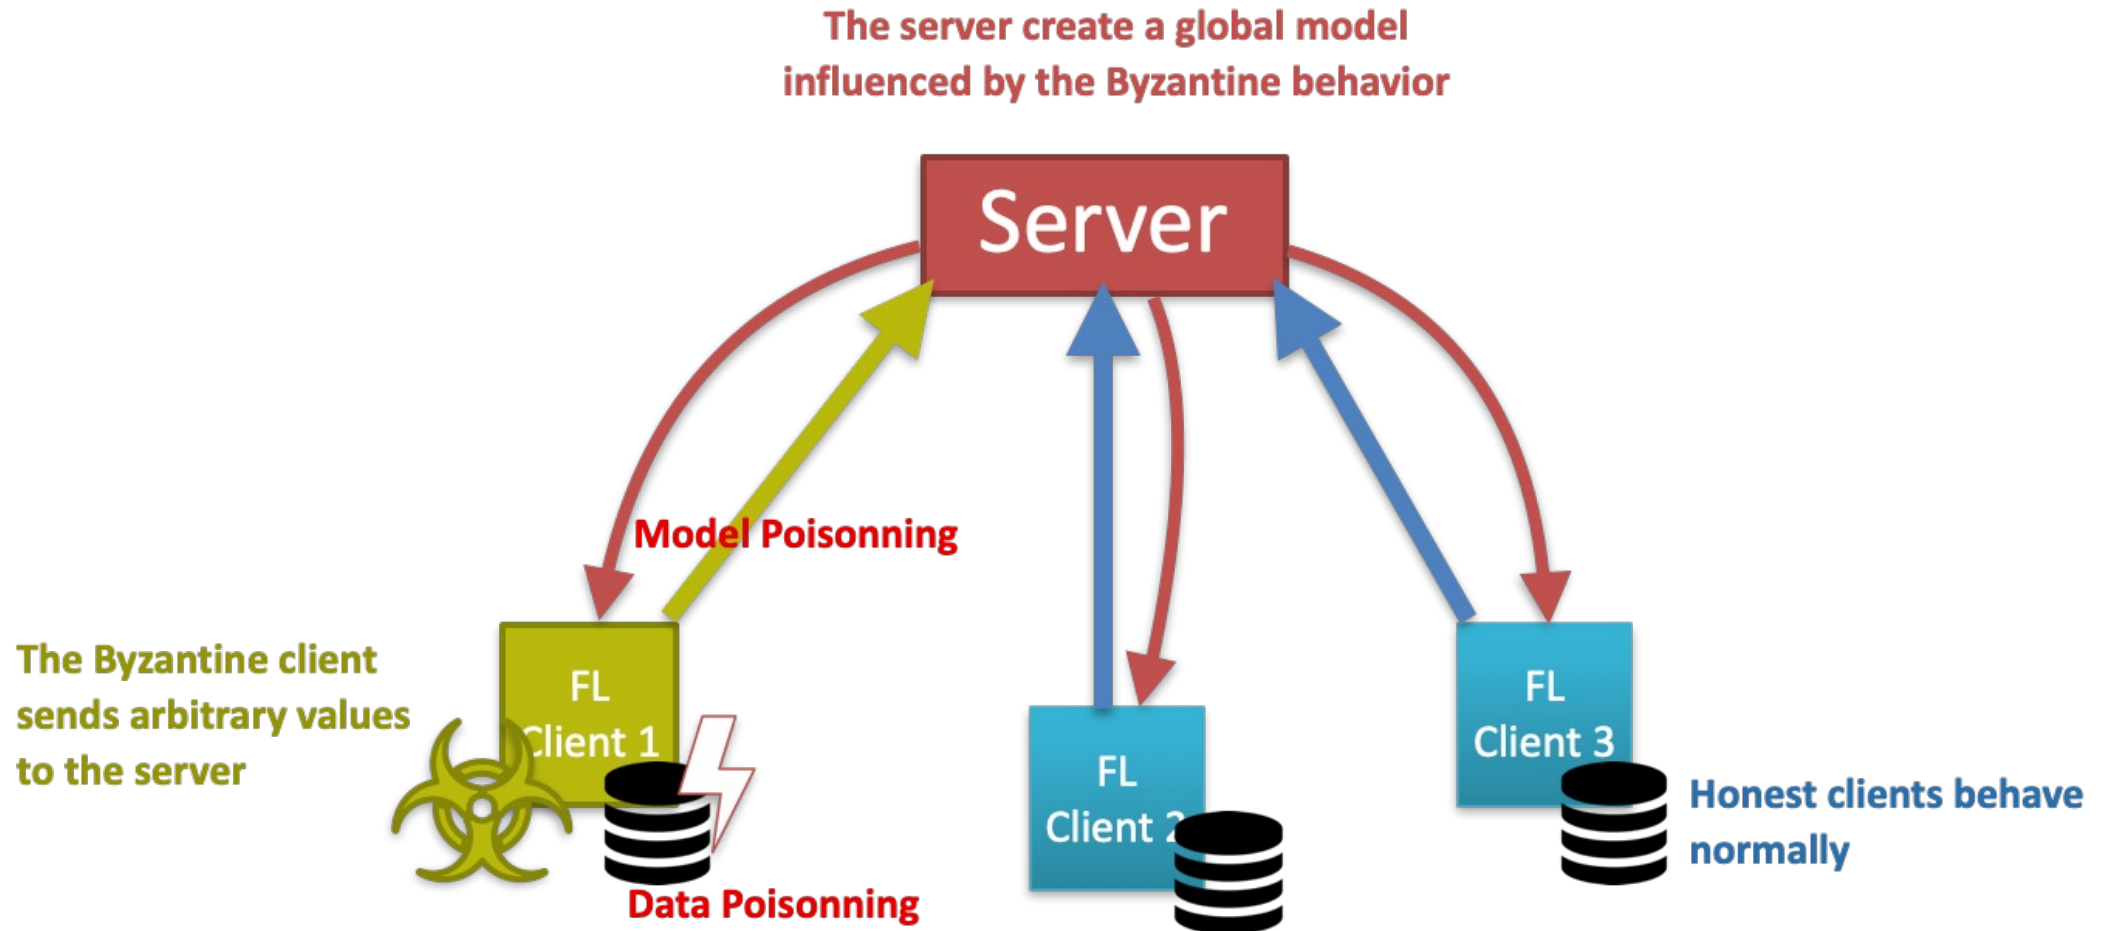 The server create a global model
influenced by the Byzantine behavior
Server
Model Poisonning
The Byzantine client
sends arbitrary values
to the server
FL
Client 1
FL
Client 2
FL
Client 3
Honest clients behave
normally
Data Poisonning